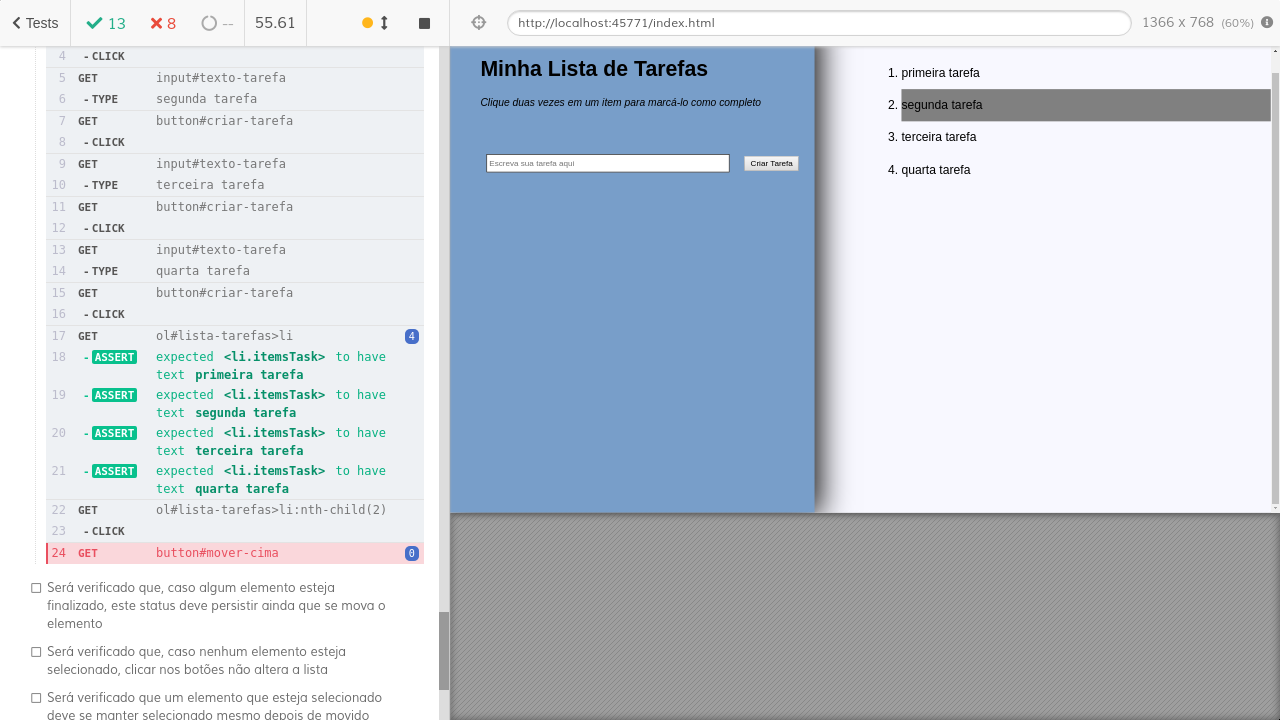 Tests
13
8
--
55.61
http://localhost:45771/index.html
1366 x 768 (60%)
4 - CLICK
5 GET input#texto-tarefa
6 - TYPE segunda tarefa
7 GET button#criar-tarefa
8 - CLICK
9 GET input#texto-tarefa
10 - TYPE terceira tarefa
11 GET button#criar-tarefa
12 - CLICK
13 GET input#texto-tarefa
14 - TYPE quarta tarefa
15 GET button#criar-tarefa
16 - CLICK
17 GET ol#lista-tarefas>li 4
18 - ASSERT expected <li.itemsTask> to have
text primeira tarefa
19 - ASSERT expected <li.itemsTask> to have
text segunda tarefa
20 - ASSERT expected <li.itemsTask> to have
text terceira tarefa
21 - ASSERT expected <li.itemsTask> to have
text quarta tarefa
22 GET ol#lista-tarefas>li:nth-child(2)
23 - CLICK
24 GET button#mover-cima 0
Será verificado que, caso algum elemento esteja
finalizado, este status deve persistir ainda que se mova o
elemento
Será verificado que, caso nenhum elemento esteja
selecionado, clicar nos botões não altera a lista
Será verificado que um elemento que esteja selecionado
deve se manter selecionado mesmo depois de movido
Minha Lista de Tarefas
Clique duas vezes em um item para marcá-lo como completo
Escreva sua tarefa aqui
Criar Tarefa
1. primeira tarefa
2. segunda tarefa
3. terceira tarefa
4. quarta tarefa